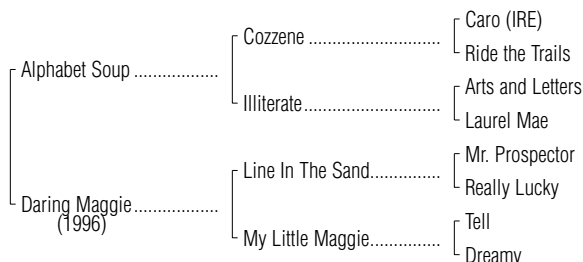 Caro (IRE)
Cozzene
Ride the Trails
Alphabet Soup
Arts and Letters
Illiterate
Laurel Mae
Mr. Prospector
Line In The Sand
Really Lucky
Daring Maggie
(1996)
Tell
My Little Maggie
Dreamy